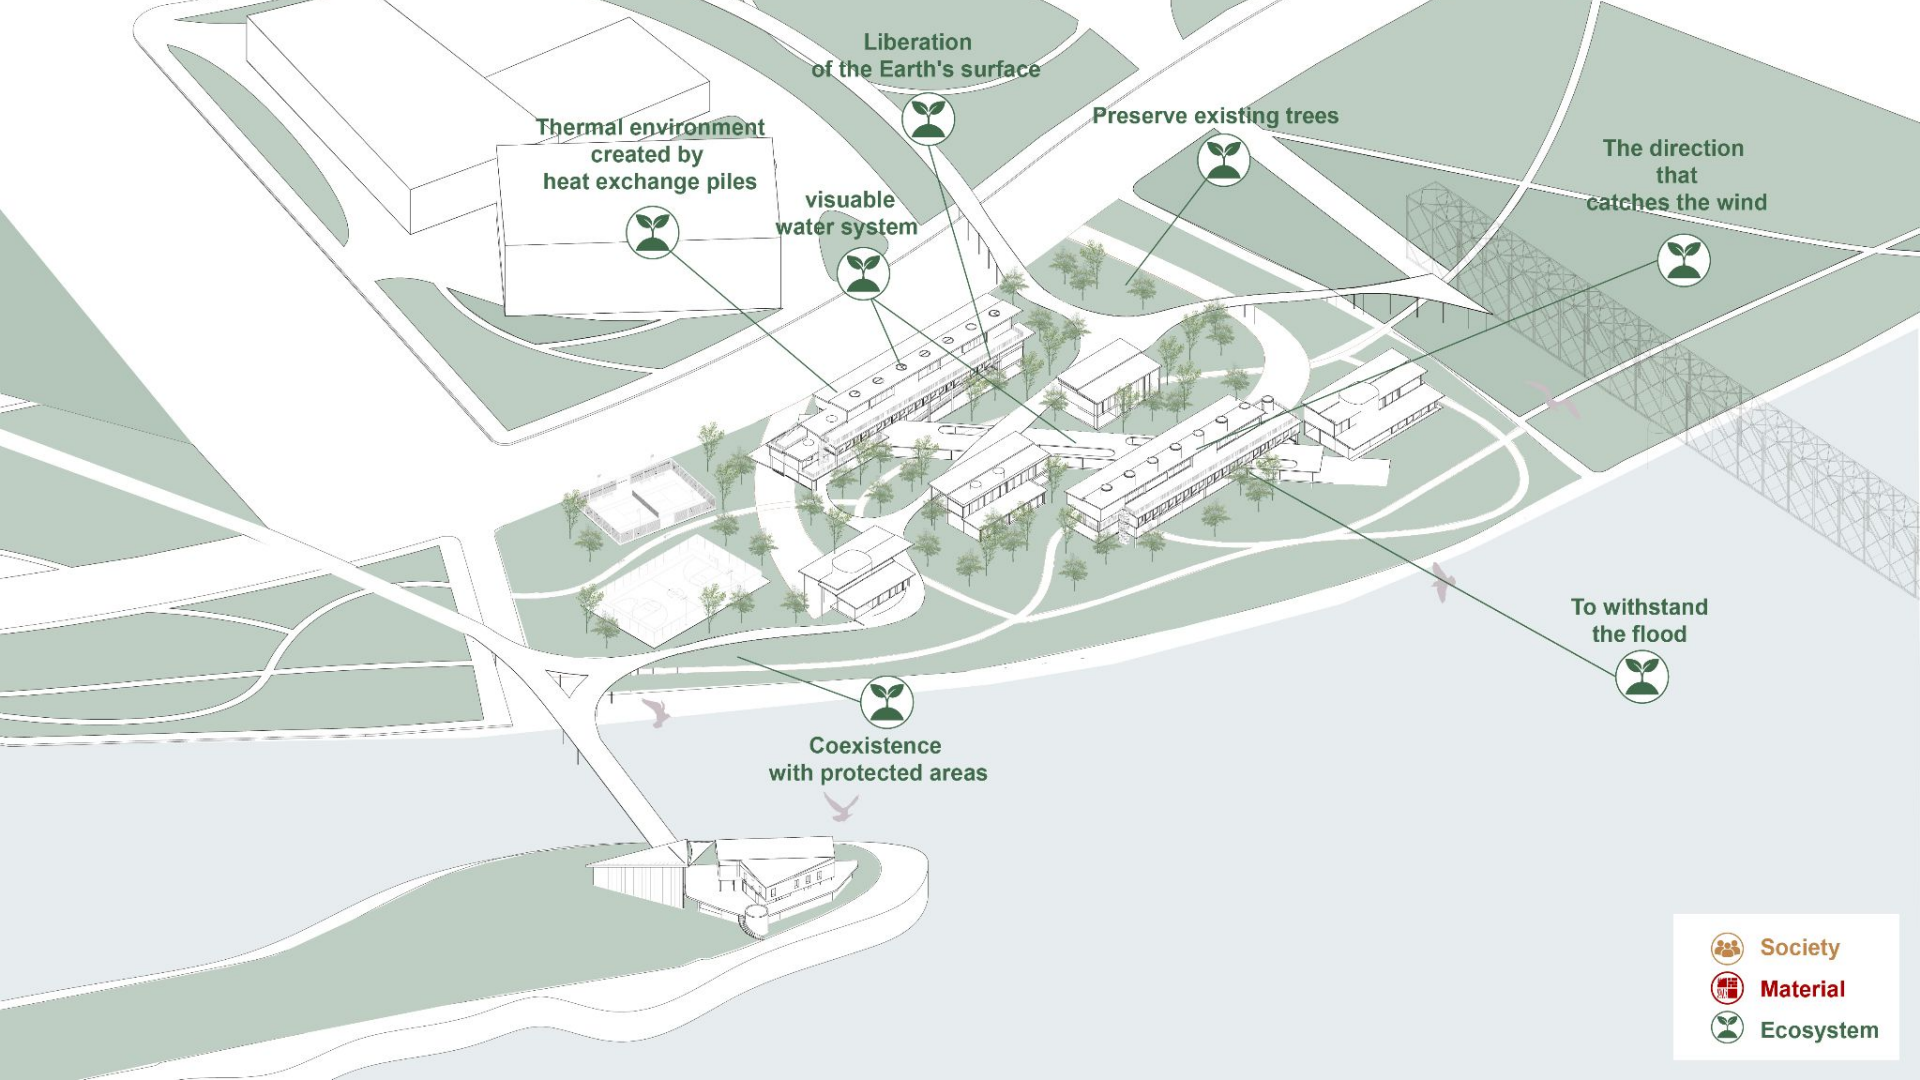 Liberation
of the Earth's surface
Preserve existing trees
Thermal environment
created by
heat exchange piles
The direction
that
catches the wind
visuable
water system
To withstand
the flood
Coexistence
with protected areas
Society
Material
Ecosystem